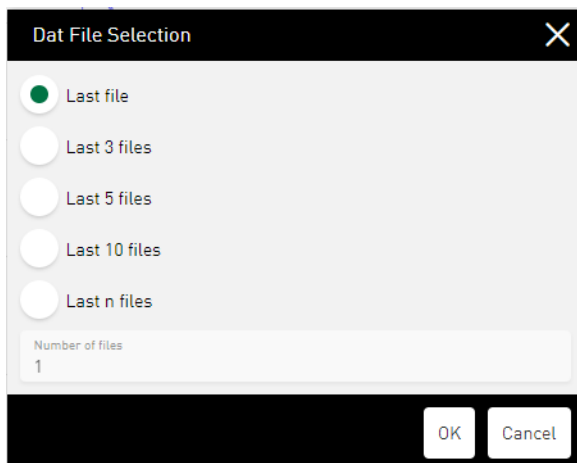 Dat File Selection
Last file
Last 3 files
Last 5 files
Last 10 files
Last n files
Number of files
1
OK
Cancel